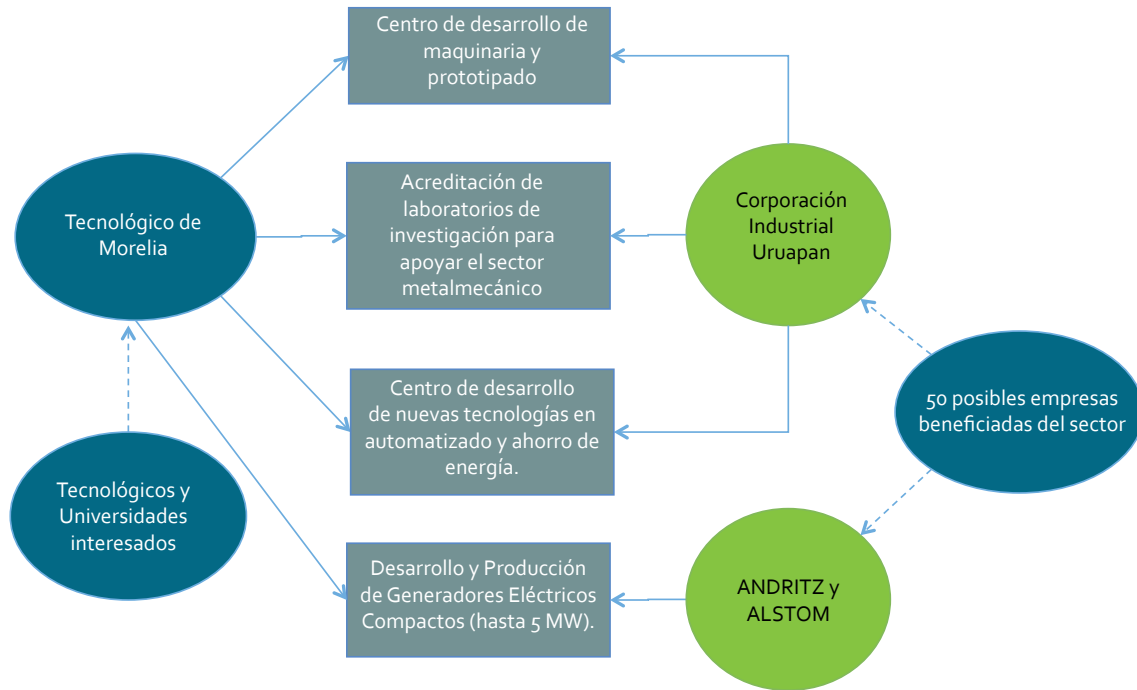 Centro de desarrollo de
maquinaria y
prototipado
Tecnológico de
Morelia
Acreditación de
laboratorios de
investigación para
apoyar el sector
metalmecánico
Corporación
Industrial
Uruapan
Centro de desarrollo
de nuevas tecnologías en
automatizado y ahorro de
energía.
50 posibles empresas
beneficiadas del sector
Tecnológicos y
Universidades
interesados
Desarrollo y Producción
de Generadores Eléctricos
Compactos (hasta 5 MW).
ANDRITZ y
ALSTOM